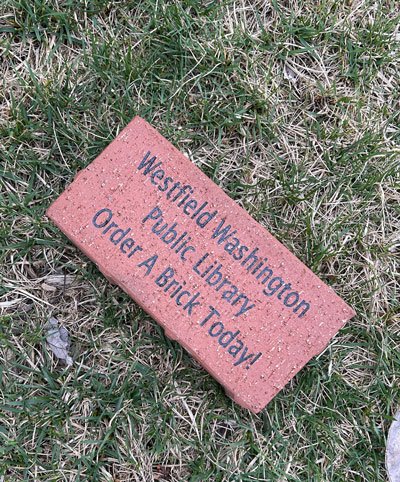 Westfield Washington
Public Library
Order A Brick Today!